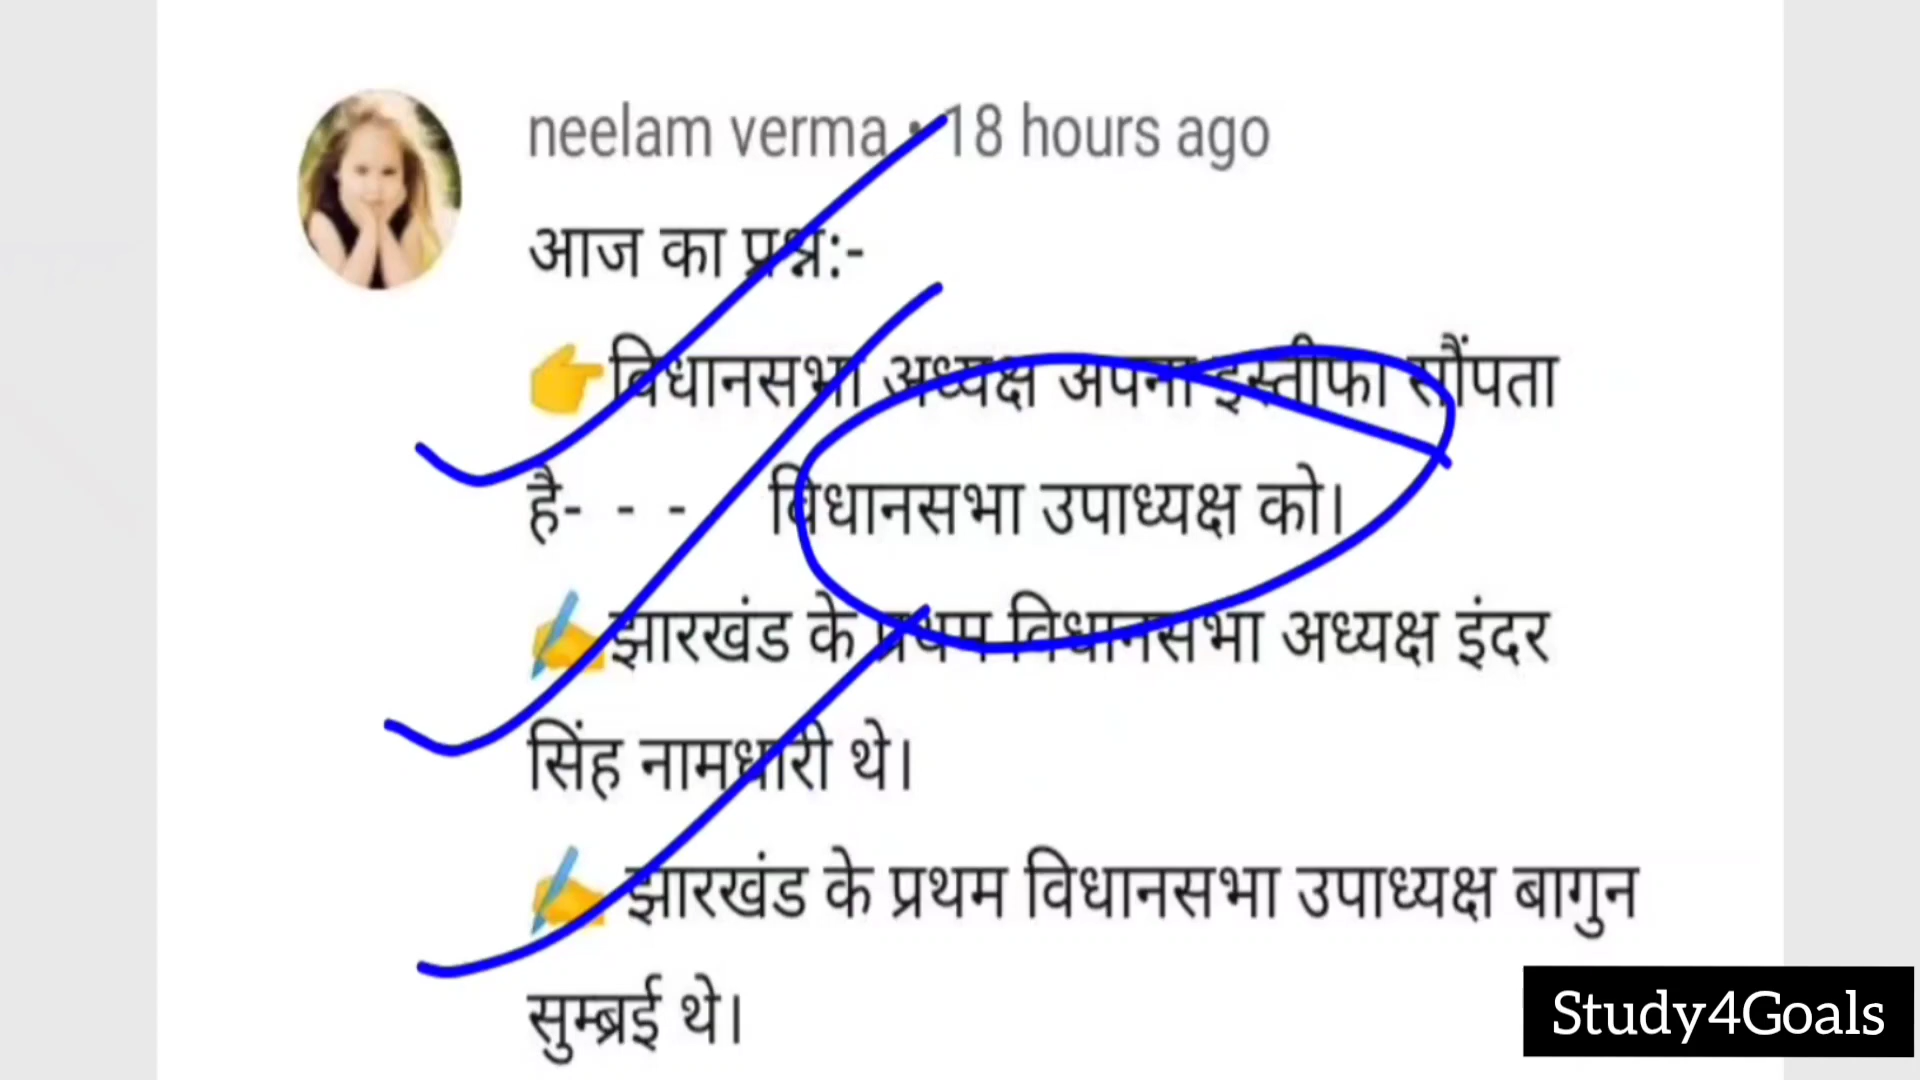 neelam verma • 18 hours ago
आज का प्रश्न:-
👉विधानसभा अध्यक्ष अपना इस्तीफा सौंपता
है- - - विधानसभा उपाध्यक्ष को।
✍️झारखंड के प्रथम विधानसभा अध्यक्ष इंदर
सिंह नामधारी थे।
✍️ झारखंड के प्रथम विधानसभा उपाध्यक्ष बागुन
सुम्ब्रई थे।
Study4Goals